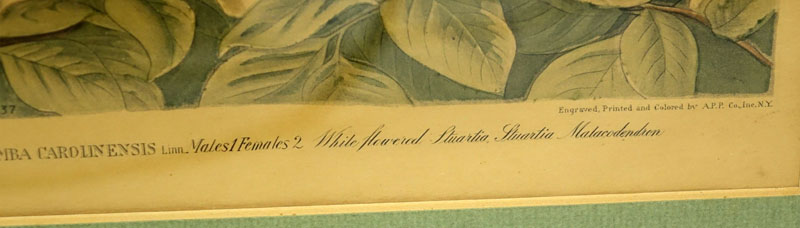 37
Engraved, Printed and Colored by A.P.P. Co., Inc. N.Y.
MBA CAROLINENSIS Linn. Males 1 Females 2 White flowered Stuartia, Stuartia Malacodendron